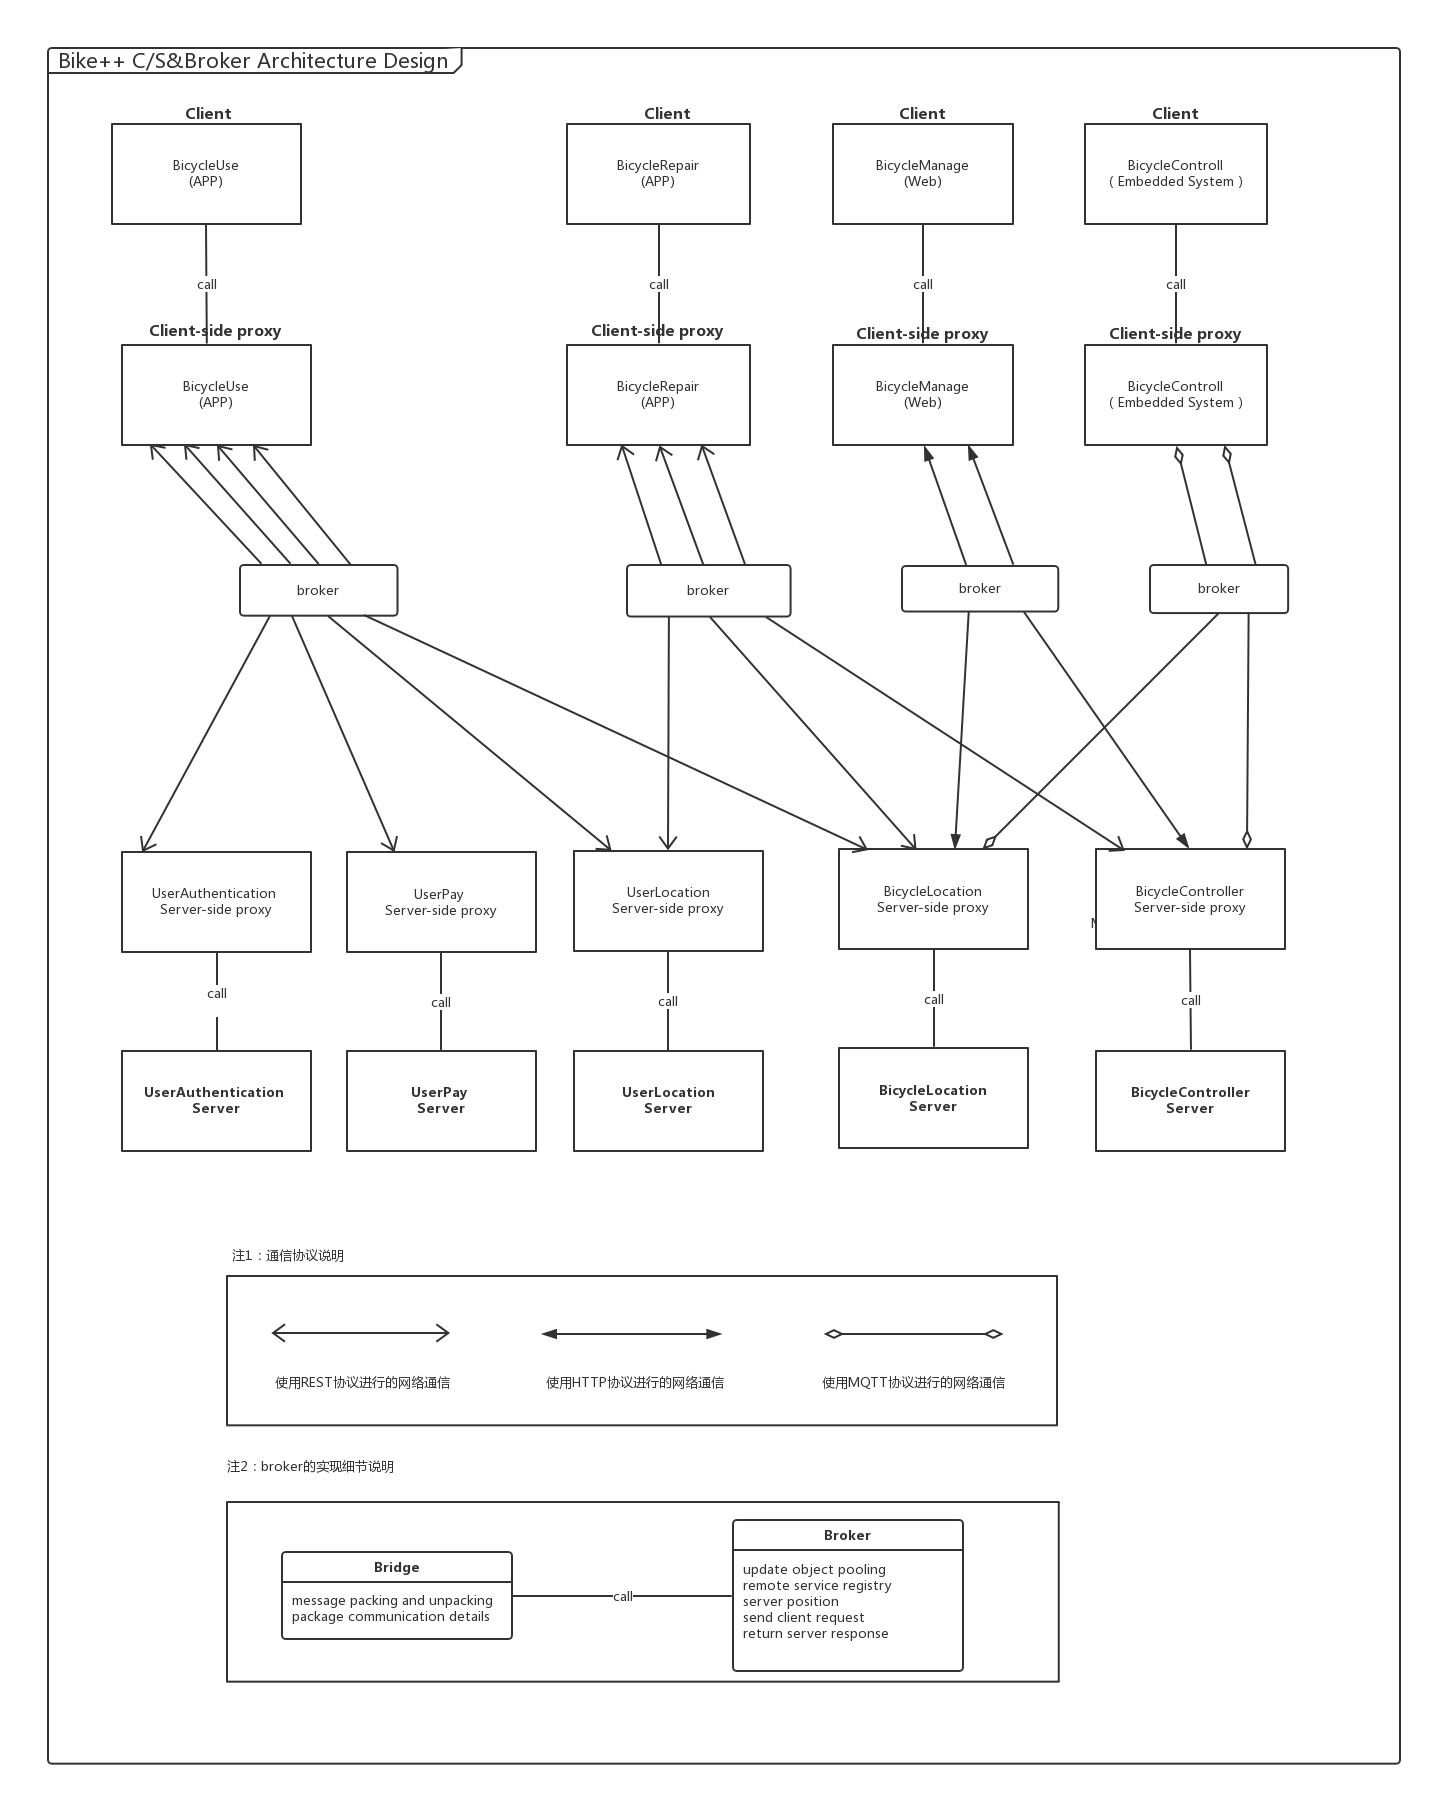 Bike++ C/S&Broker Architecture Design
Client
Client
Client
Client
BicycleUse
(APP)
BicycleRepair
(APP)
BicycleManage
(Web)
BicycleControll
( Embedded System )
call
call
call
call
Client-side proxy
Client-side proxy
Client-side proxy
Client-side proxy
BicycleUse
(APP)
BicycleRepair
(APP)
BicycleManage
(Web)
BicycleControll
( Embedded System )
broker
broker
broker
broker
UserAuthentication
Server-side proxy
UserPay
Server-side proxy
UserLocation
Server-side proxy
BicycleLocation
Server-side proxy
BicycleController
Server-side proxy
call
call
call
call
call
UserAuthentication
Server
UserPay
Server
UserLocation
Server
BicycleLocation
Server
BicycleController
Server
注1：通信协议说明
使用REST协议进行的网络通信
使用HTTP协议进行的网络通信
使用MQTT协议进行的网络通信
注2：broker的实现细节说明
Bridge
message packing and unpacking
package communication details
call
Broker
update object pooling
remote service registry
server position
send client request
return server response